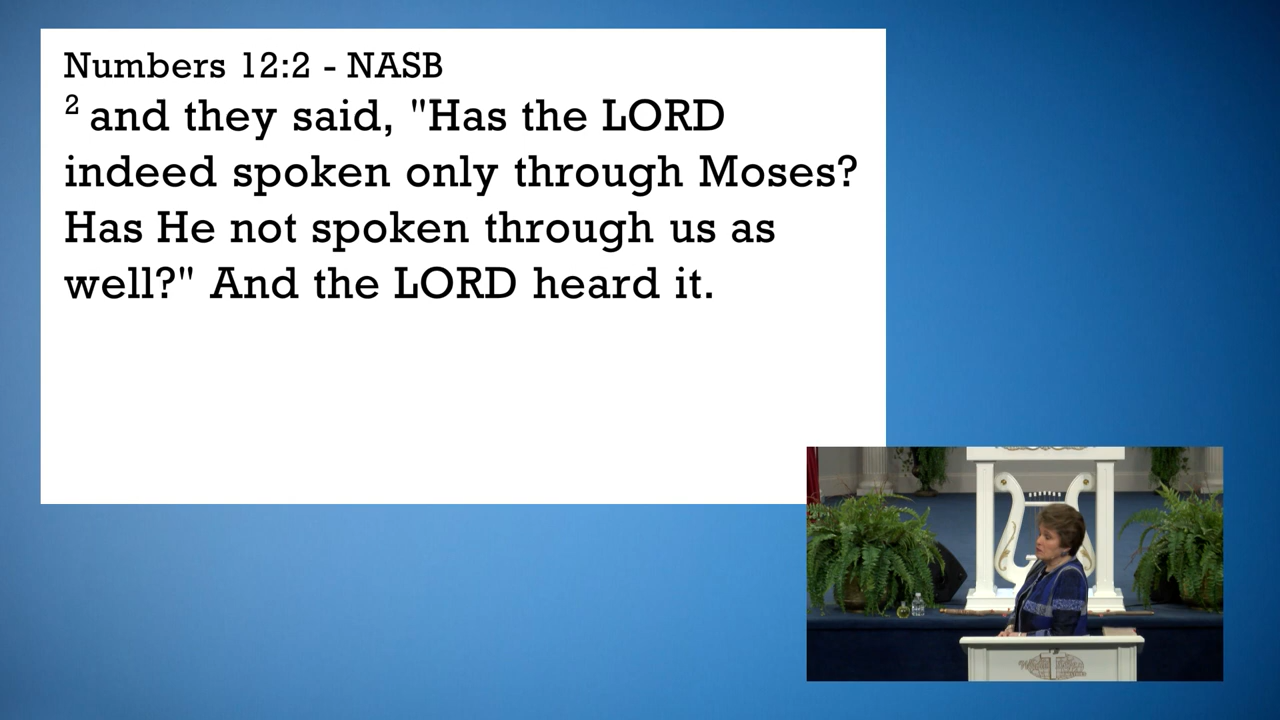 Numbers 12:2 - NASB
2 and they said, "Has the LORD
indeed spoken only through Moses?
Has He not spoken through us as
well?" And the LORD heard it.